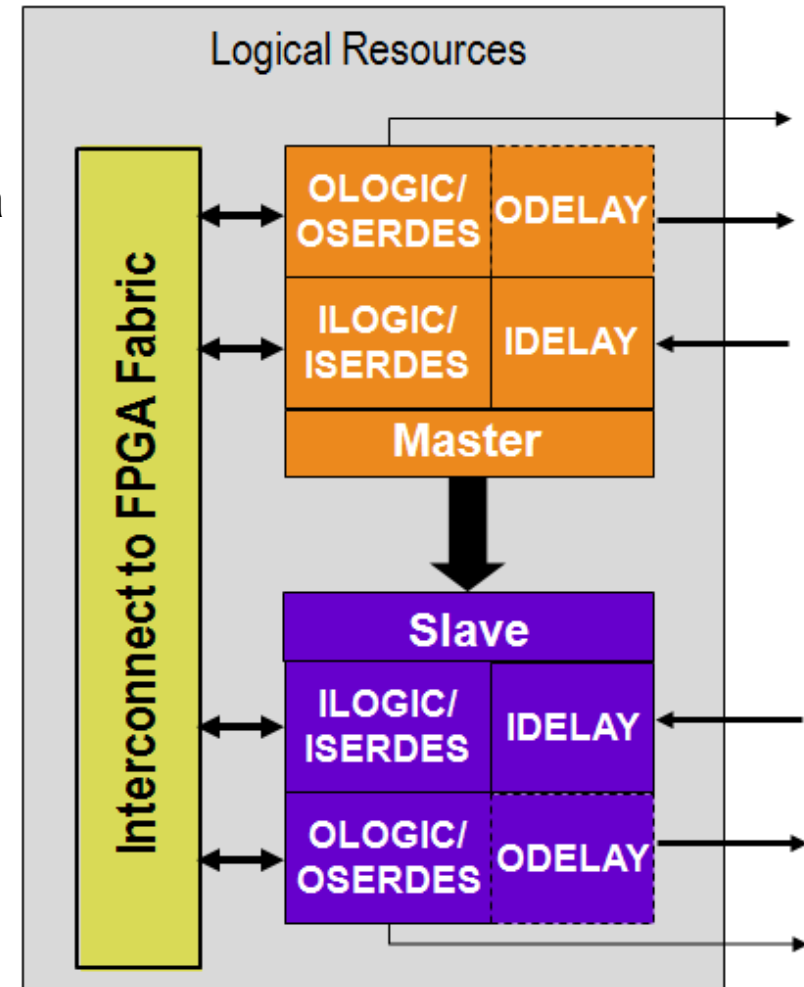 Logical Resources
Interconnect to FPGA Fabric
OLOGIC/
OSERDES
ODELAY
ILOGIC/
ISERDES
IDELAY
Master
Slave
ILOGIC/
ISERDES
IDELAY
OLOGIC/
OSERDES
ODELAY